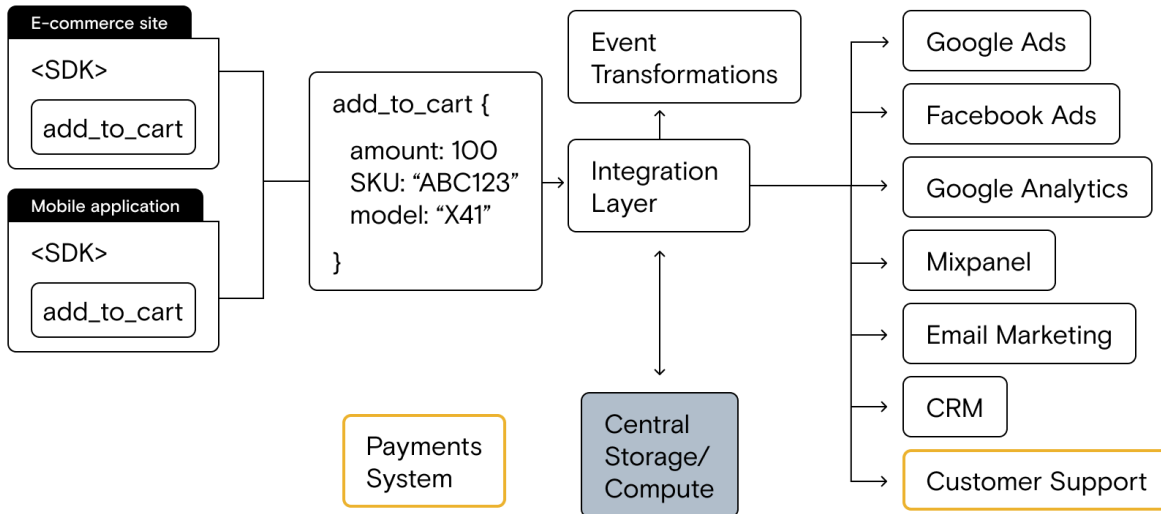 E-commerce site
<SDK>
add_to_cart
Mobile application
<SDK>
add_to_cart
add_to_cart {
amount: 100
SKU: “ABC123”
model: “X41”
}
Event
Transformations
Integration
Layer
Payments
System
Central
Storage/
Compute
Google Ads
Facebook Ads
Google Analytics
Mixpanel
Email Marketing
CRM
Customer Support